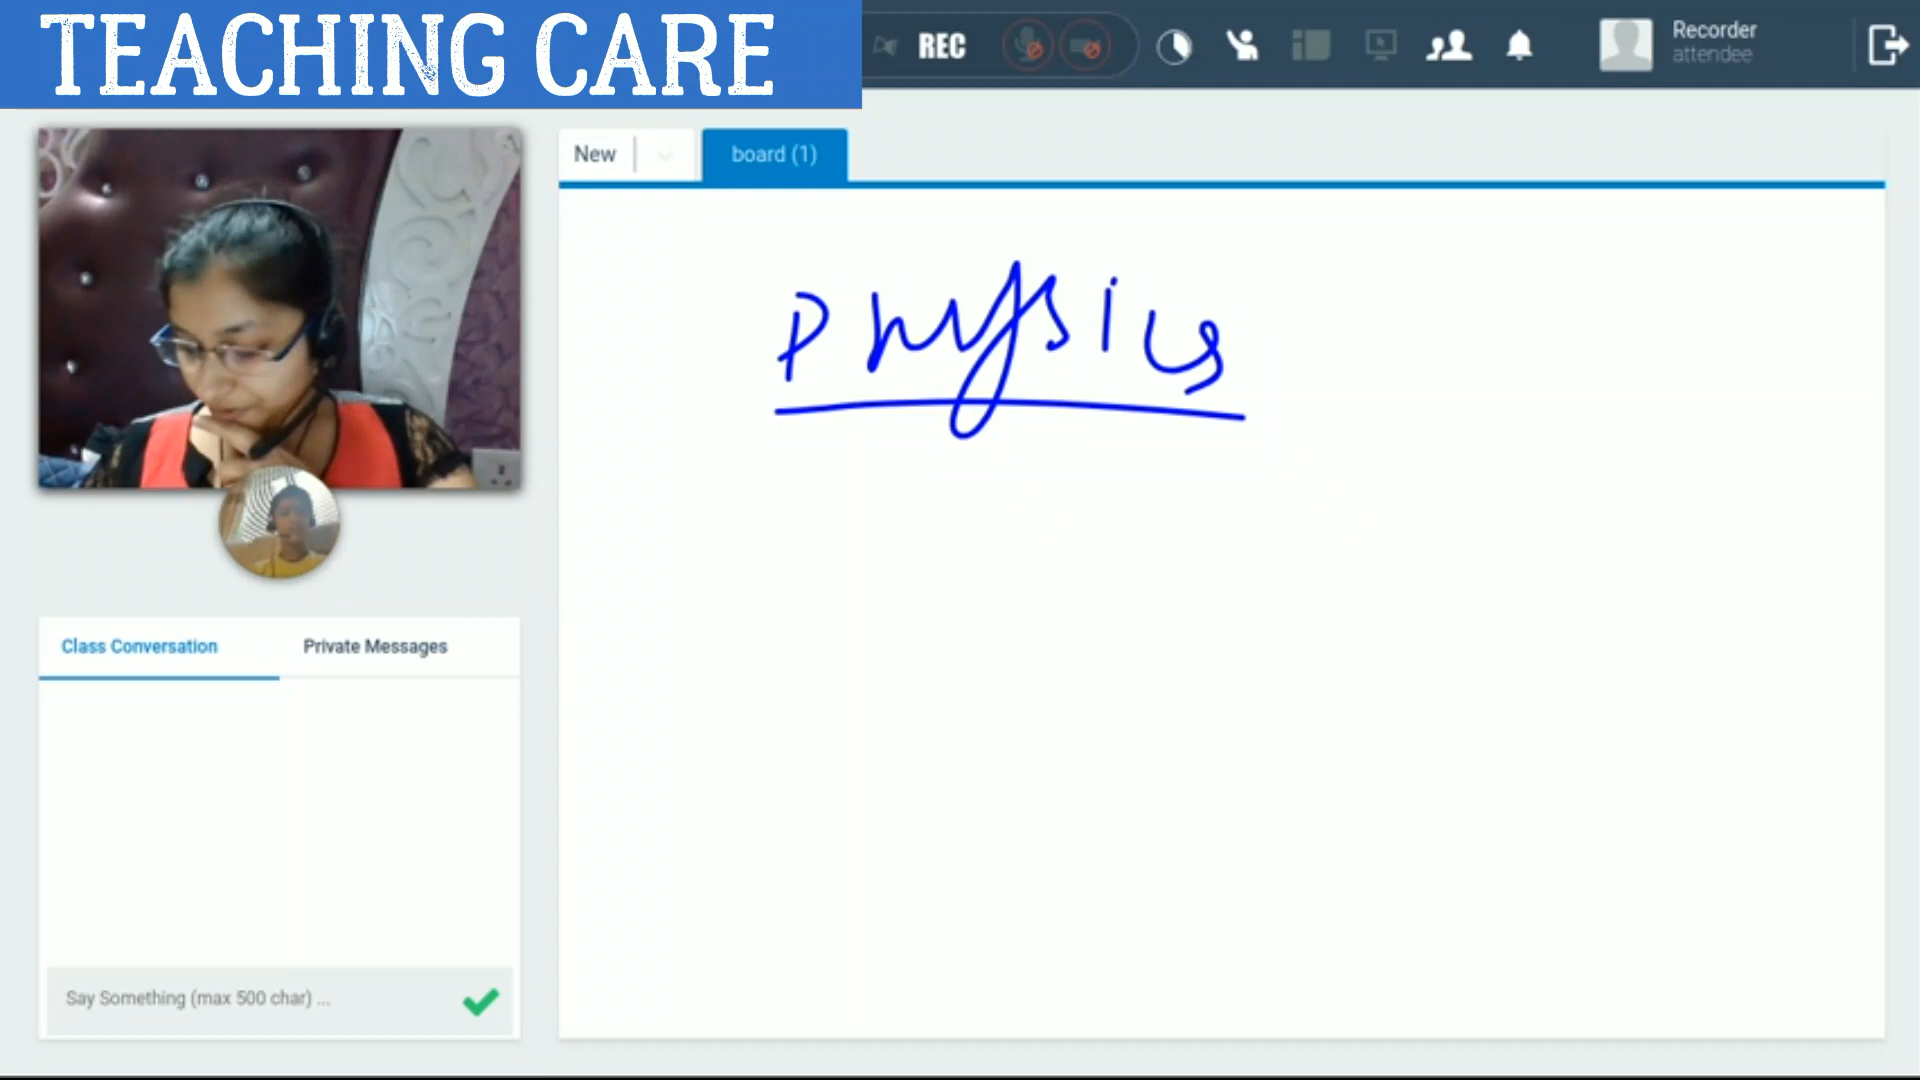 TEACHING CARE
REC
Recorder
attendee
New
board (1)
Physics
Class Conversation
Private Messages
Say Something (max 500 char) ...